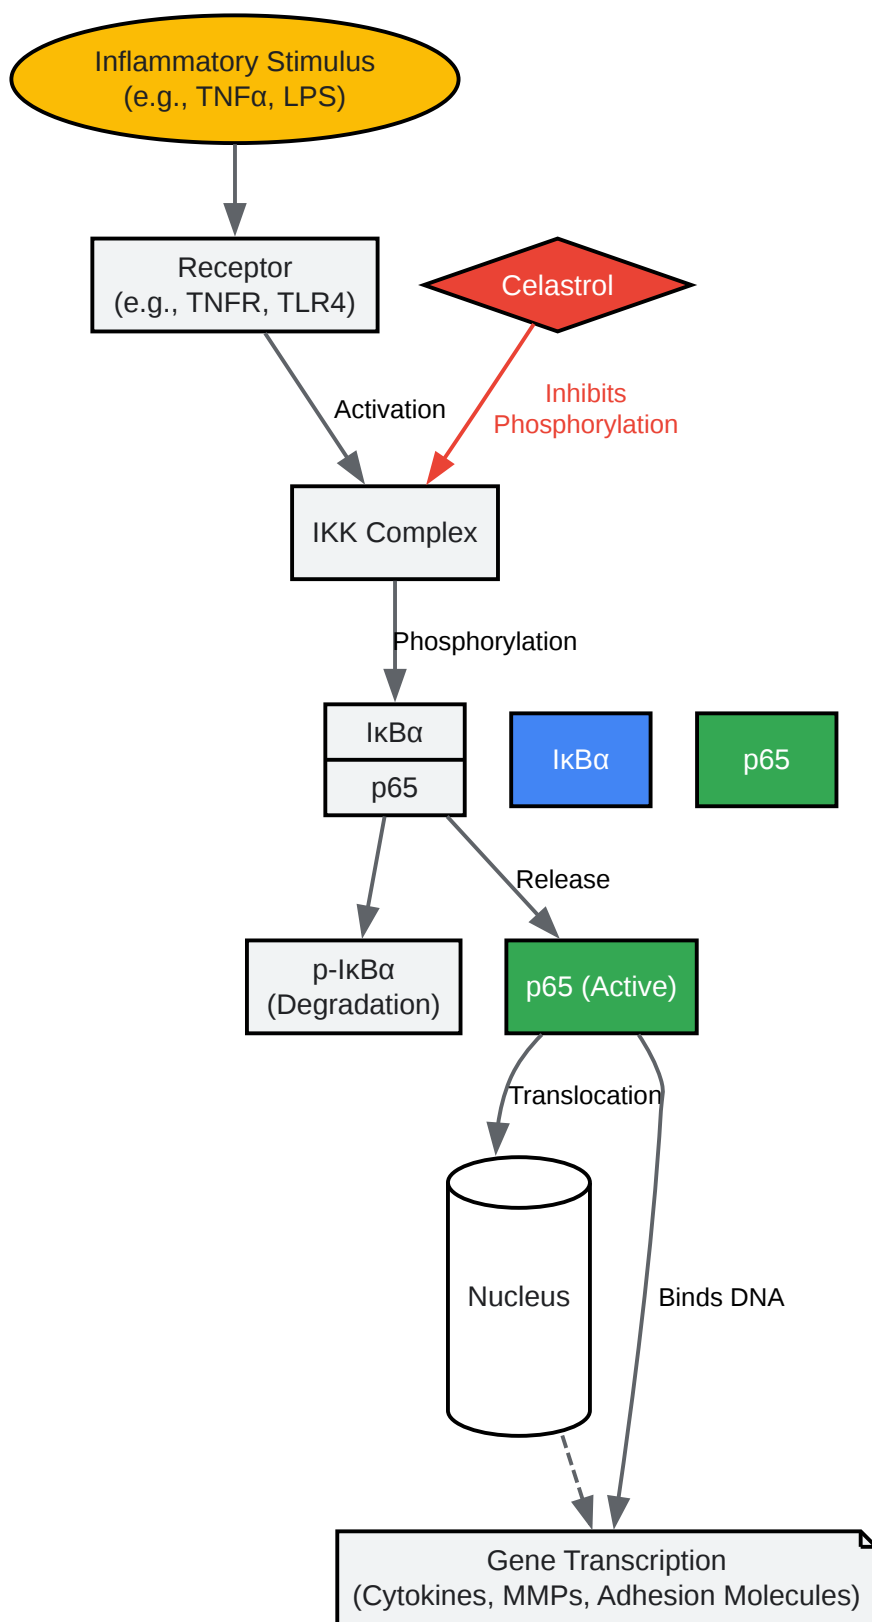 Inflammatory Stimulus
(e.g., TNFα, LPS)
Receptor
(e.g., TNFR, TLR4)
Celastrol
Activation
Inhibits
Phosphorylation
IKK Complex
Phosphorylation
IκBα
p65
IκBα
p65
Release
p-IκBα
(Degradation)
p65 (Active)
Translocation
Nucleus
Binds DNA
Gene Transcription
(Cytokines, MMPs, Adhesion Molecules)